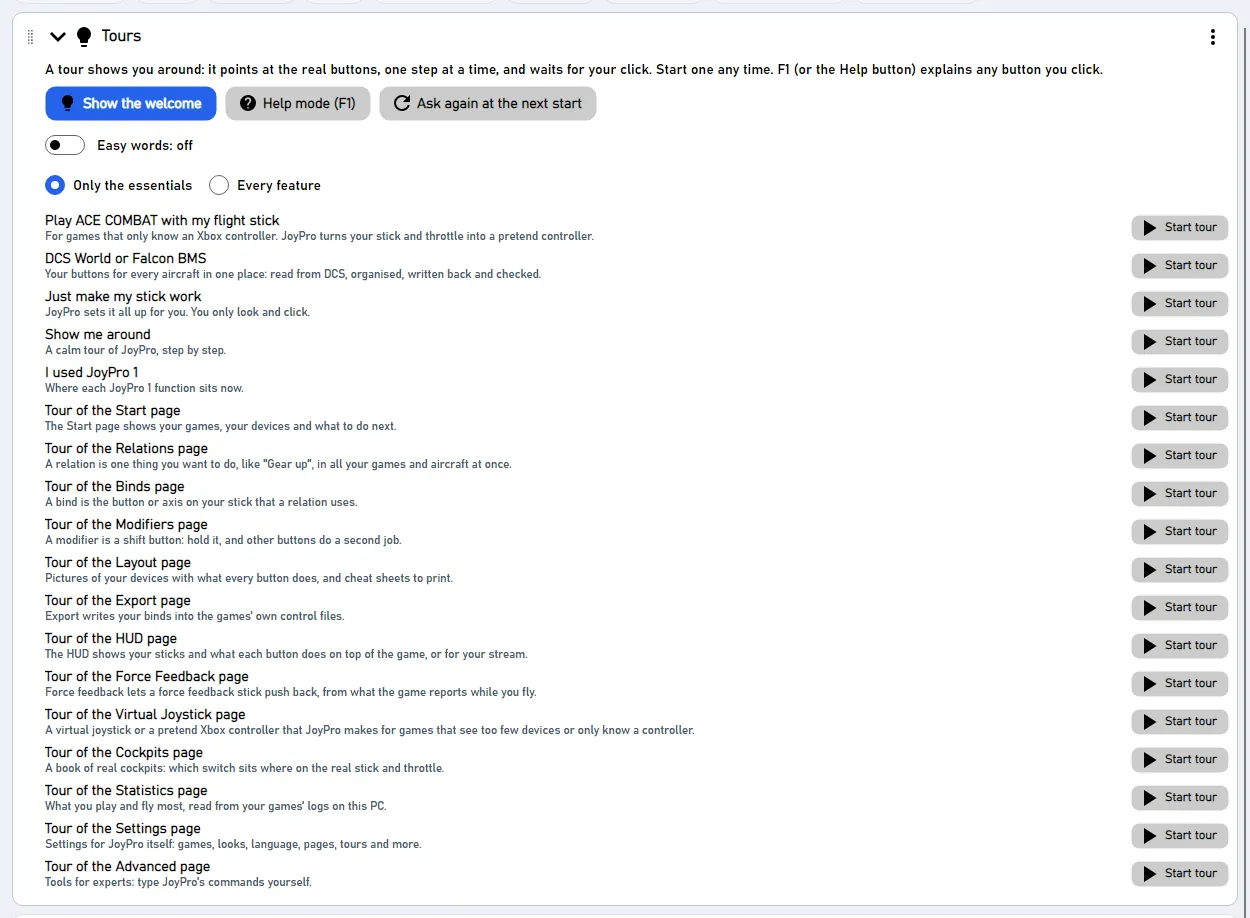 Tours
A tour shows you around: it points at the real buttons, one step at a time, and waits for your click. Start one any time. F1 (or the Help button) explains any button you click.
Show the welcome
Help mode (F1)
Ask again at the next start
Easy words: off
Only the essentials
Every feature
Play ACE COMBAT with my flight stick
For games that only know an Xbox controller. JoyPro turns your stick and throttle into a pretend controller.
Start tour
DCS World or Falcon BMS
Your buttons for every aircraft in one place: read from DCS, organised, written back and checked.
Start tour
Just make my stick work
JoyPro sets it all up for you. You only look and click.
Start tour
Show me around
A calm tour of JoyPro, step by step.
Start tour
I used JoyPro 1
Where each JoyPro 1 function sits now.
Start tour
Tour of the Start page
The Start page shows your games, your devices and what to do next.
Start tour
Tour of the Relations page
A relation is one thing you want to do, like "Gear up", in all your games and aircraft at once.
Start tour
Tour of the Binds page
A bind is the button or axis on your stick that a relation uses.
Start tour
Tour of the Modifiers page
A modifier is a shift button: hold it, and other buttons do a second job.
Start tour
Tour of the Layout page
Pictures of your devices with what every button does, and cheat sheets to print.
Start tour
Tour of the Export page
Export writes your binds into the games' own control files.
Start tour
Tour of the HUD page
The HUD shows your sticks and what each button does on top of the game, or for your stream.
Start tour
Tour of the Force Feedback page
Force feedback lets a force feedback stick push back, from what the game reports while you fly.
Start tour
Tour of the Virtual Joystick page
A virtual joystick or a pretend Xbox controller that JoyPro makes for games that see too few devices or only know a controller.
Start tour
Tour of the Cockpits page
A book of real cockpits: which switch sits where on the real stick and throttle.
Start tour
Tour of the Statistics page
What you play and fly most, read from your games' logs on this PC.
Start tour
Tour of the Settings page
Settings for JoyPro itself: games, looks, language, pages, tours and more.
Start tour
Tour of the Advanced page
Tools for experts: type JoyPro's commands yourself.
Start tour